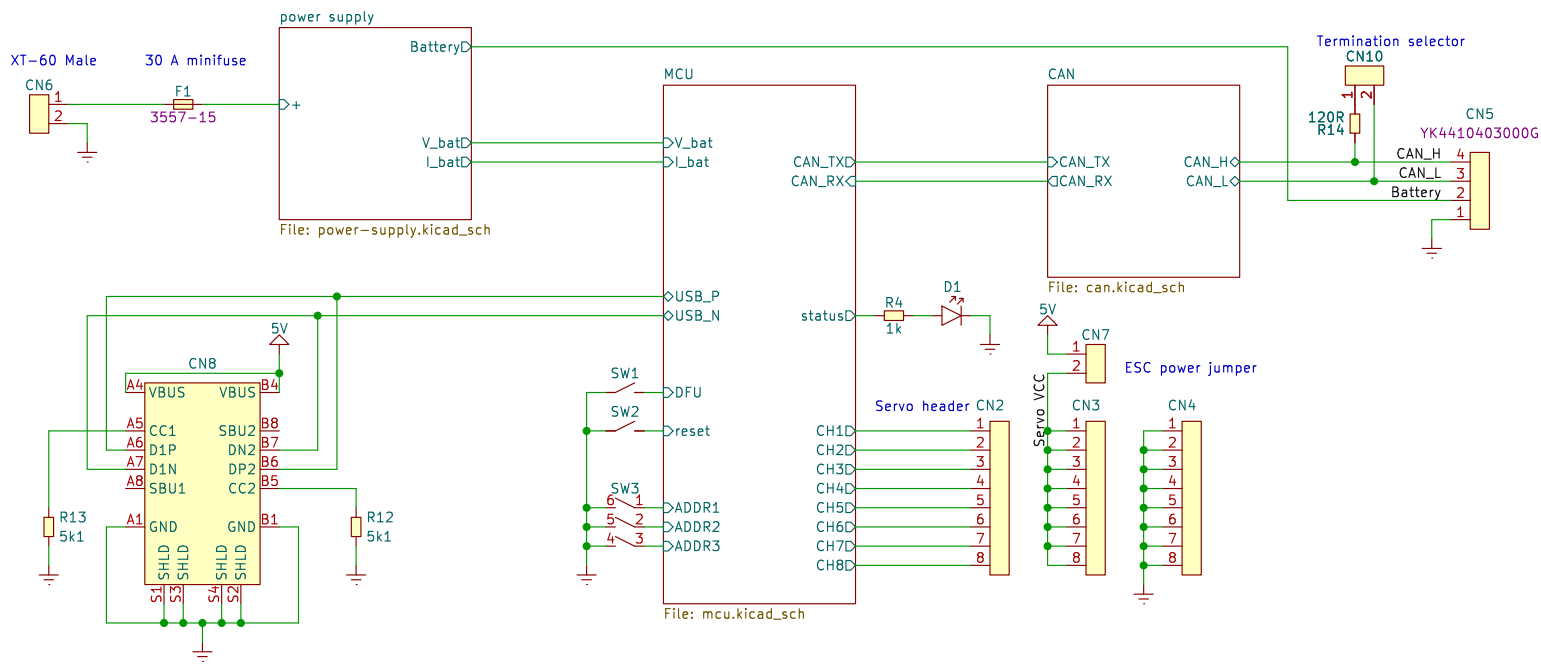 power supply
XT-60 Male
30 A minifuse
CN6
1
2
F1
3557-15
Battery
+
V_bat
I_bat
File: power-supply.kicad_sch
MCU
V_bat
I_bat
CAN_TX
CAN_RX
USB_P
USB_N
status
DFU
reset
ADDR1
ADDR2
ADDR3
CH1
CH2
CH3
CH4
CH5
CH6
CH7
CH8
File: mcu.kicad_sch
CAN
CAN_TX
CAN_RX
CAN_H
CAN_L
File: can.kicad_sch
Termination selector
CN10
1
2
120R
R14
CN5
YK4410403000G
CAN_H
CAN_L
Battery
4
3
2
1
R4
1k
D1
5V
CN7
1
2
ESC power jumper
Servo VCC
Servo header
CN2
1
2
3
4
5
6
7
8
CN3
1
2
3
4
5
6
7
8
CN4
1
2
3
4
5
6
7
8
SW1
SW2
SW3
6 1
5 2
4 3
5V
CN8
A4 VBUS VBUS B4
A5 CC1 SBU2 B8
A6 D1P DN2 B7
A7 D1N DP2 B6
A8 SBU1 CC2 B5
A1 GND GND B1
SHLD SHLD SHLD SHLD
S1 S3 S4 S2
R13
5k1
R12
5k1